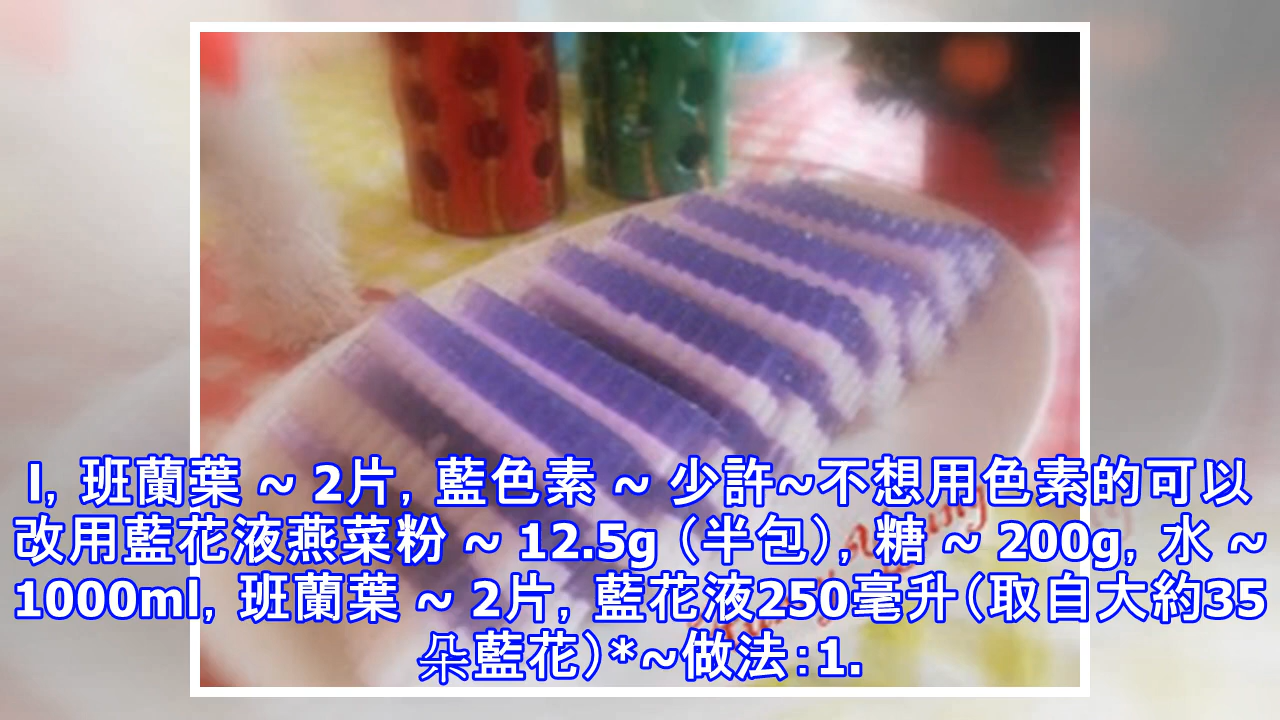 l, 班蘭葉 ~ 2片, 藍色素 ~ 少許~不想用色素的可以
改用藍花液燕菜粉 ~ 12.5g (半包), 糖 ~ 200g, 水 ~
1000ml, 班蘭葉 ~ 2片, 藍花液250毫升(取自大約35
朵藍花)*~做法:1.